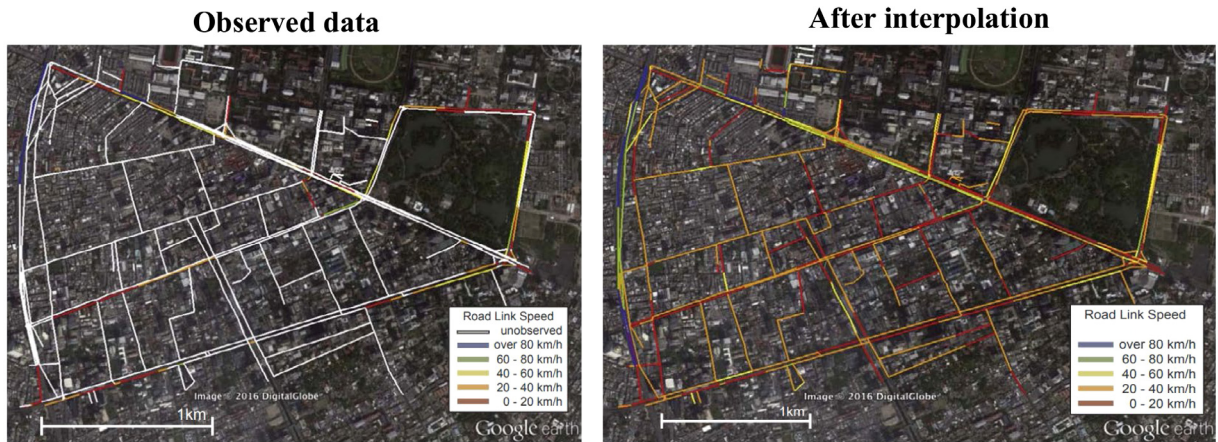 Observed data
After interpolation
Road Link Speed
unobserved
over 80 km/h
60 - 80 km/h
40 - 60 km/h
20 - 40 km/h
0 - 20 km/h
Image © 2016 DigitalGlobe
1km
Google earth
Road Link Speed
over 80 km/h
60 - 80 km/h
40 - 60 km/h
20 - 40 km/h
0 - 20 km/h
Image © 2016 DigitalGlobe
1km
Google earth